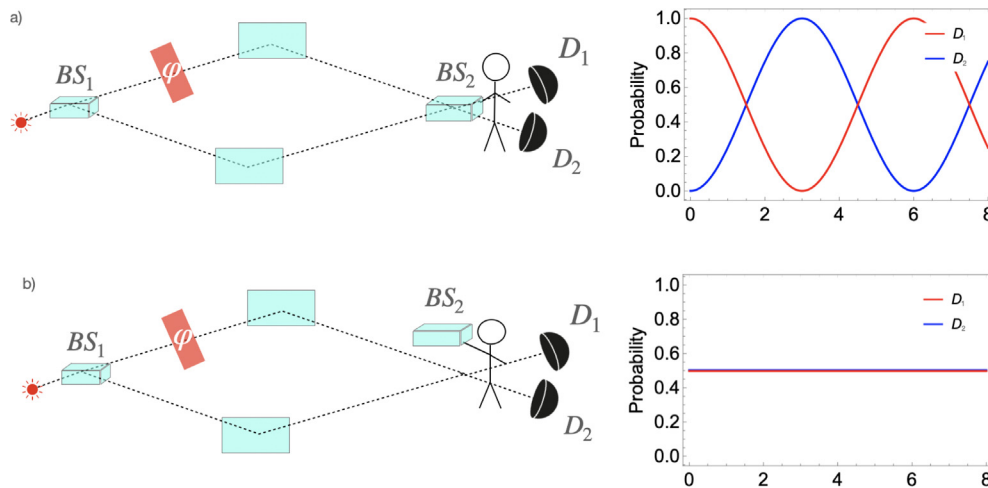 a)
BS₁
φ
BS₂
D₁
D₂
Probability
1.0
0.8
0.6
0.4
0.2
0.0
0 2 4 6 8
D₁
D₂
b)
BS₁
φ
BS₂
D₁
D₂
Probability
1.0
0.8
0.6
0.4
0.2
0.0
0 2 4 6 8
D₁
D₂